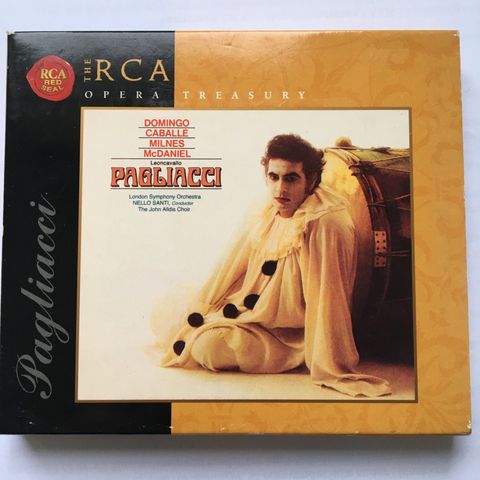 RCA
RED
SEAL
THE RCA
OPERA TREASURY
DOMINGO
CABALLÉ
MILNES
McDANIEL
Leoncavallo
PAGLIACCI
London Symphony Orchestra
NELLO SANTI, Conductor
The John Alldis Choir
Pagliacci